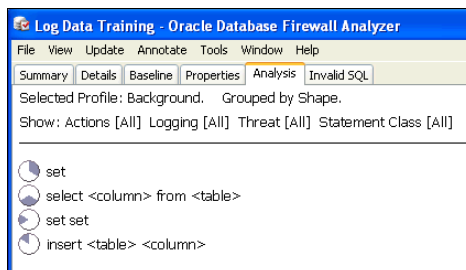 Log Data Training - Oracle Database Firewall Analyzer
File View Update Annotate Tools Window Help
Summary Details Baseline Properties Analysis Invalid SQL
Selected Profile: Background. Grouped by Shape.
Show: Actions [All] Logging [All] Threat [All] Statement Class [All]
set
select <column> from <table>
set set
insert <table> <column>